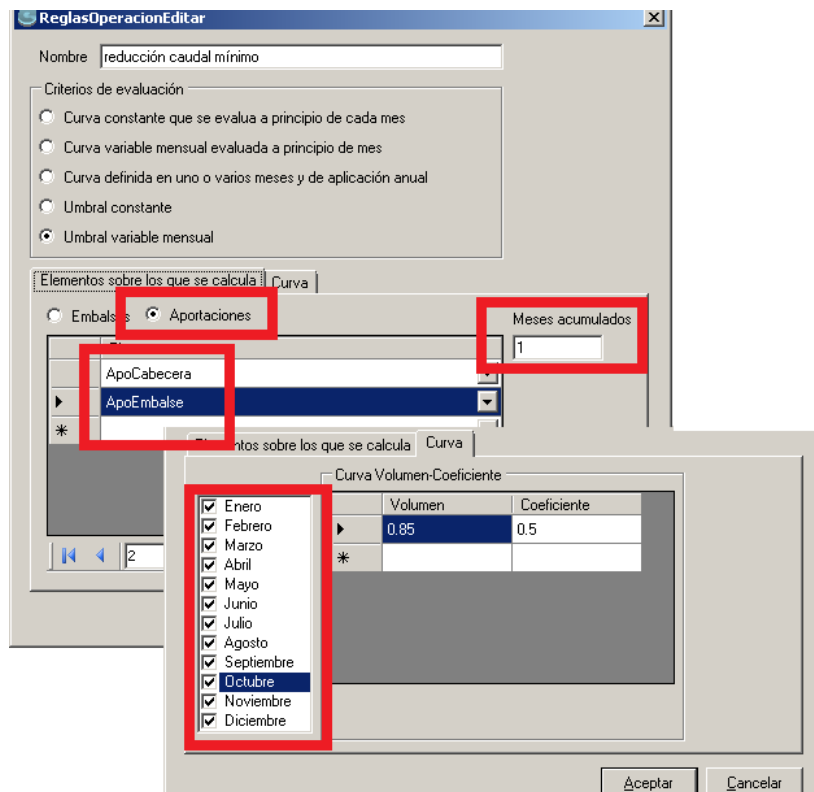 ReglasOperacionEditar
Nombre reducción caudal mínimo
Criterios de evaluación
Curva constante que se evalua a principio de cada mes
Curva variable mensual evaluada a principio de mes
Curva definida en uno o varios meses y de aplicación anual
Umbral constante
Umbral variable mensual
Elementos sobre los que se calcula Curva
Aportaciones
Meses acumulados
1
ApoCabecera
ApoEmbalse
sobre los que se calcula Curva
Curva Volumen-Coeficiente
Volumen Coeficiente
0.85 0.5
Enero
Febrero
Marzo
Abril
Mayo
Junio
Julio
Agosto
Septiembre
Octubre
Noviembre
Diciembre
2
Aceptar Cancelar